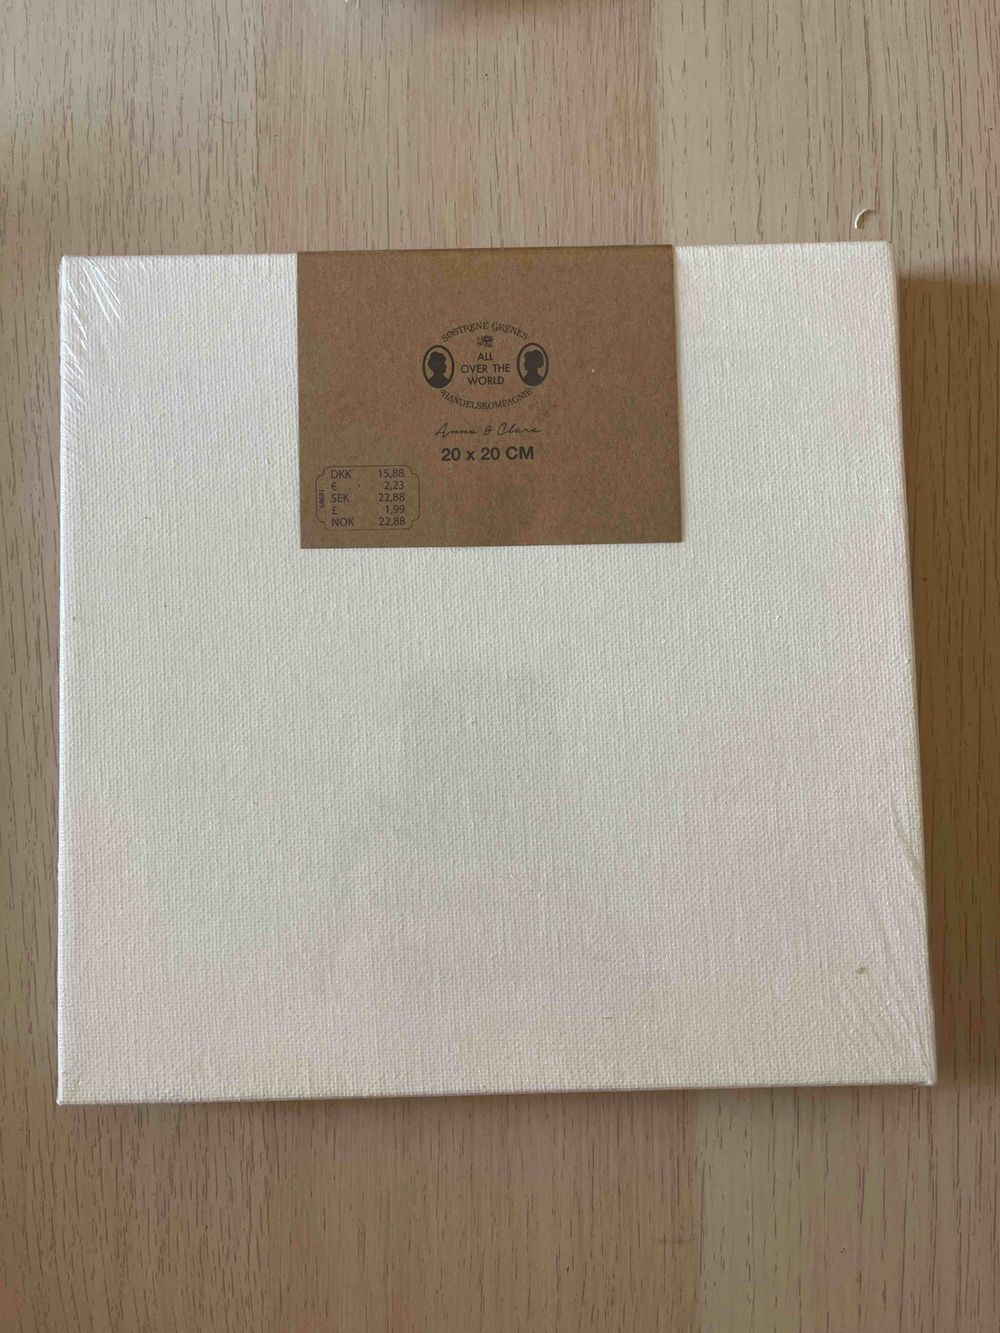 SØSTRENE GRENES
ALL
OVER THE
WORLD
HANDELSKOMPAGNIE
Anna & Clara
20 x 20 CM
DKK 15,88
€ 2,23
SEK 22,88
£ 1,99
NOK 22,88